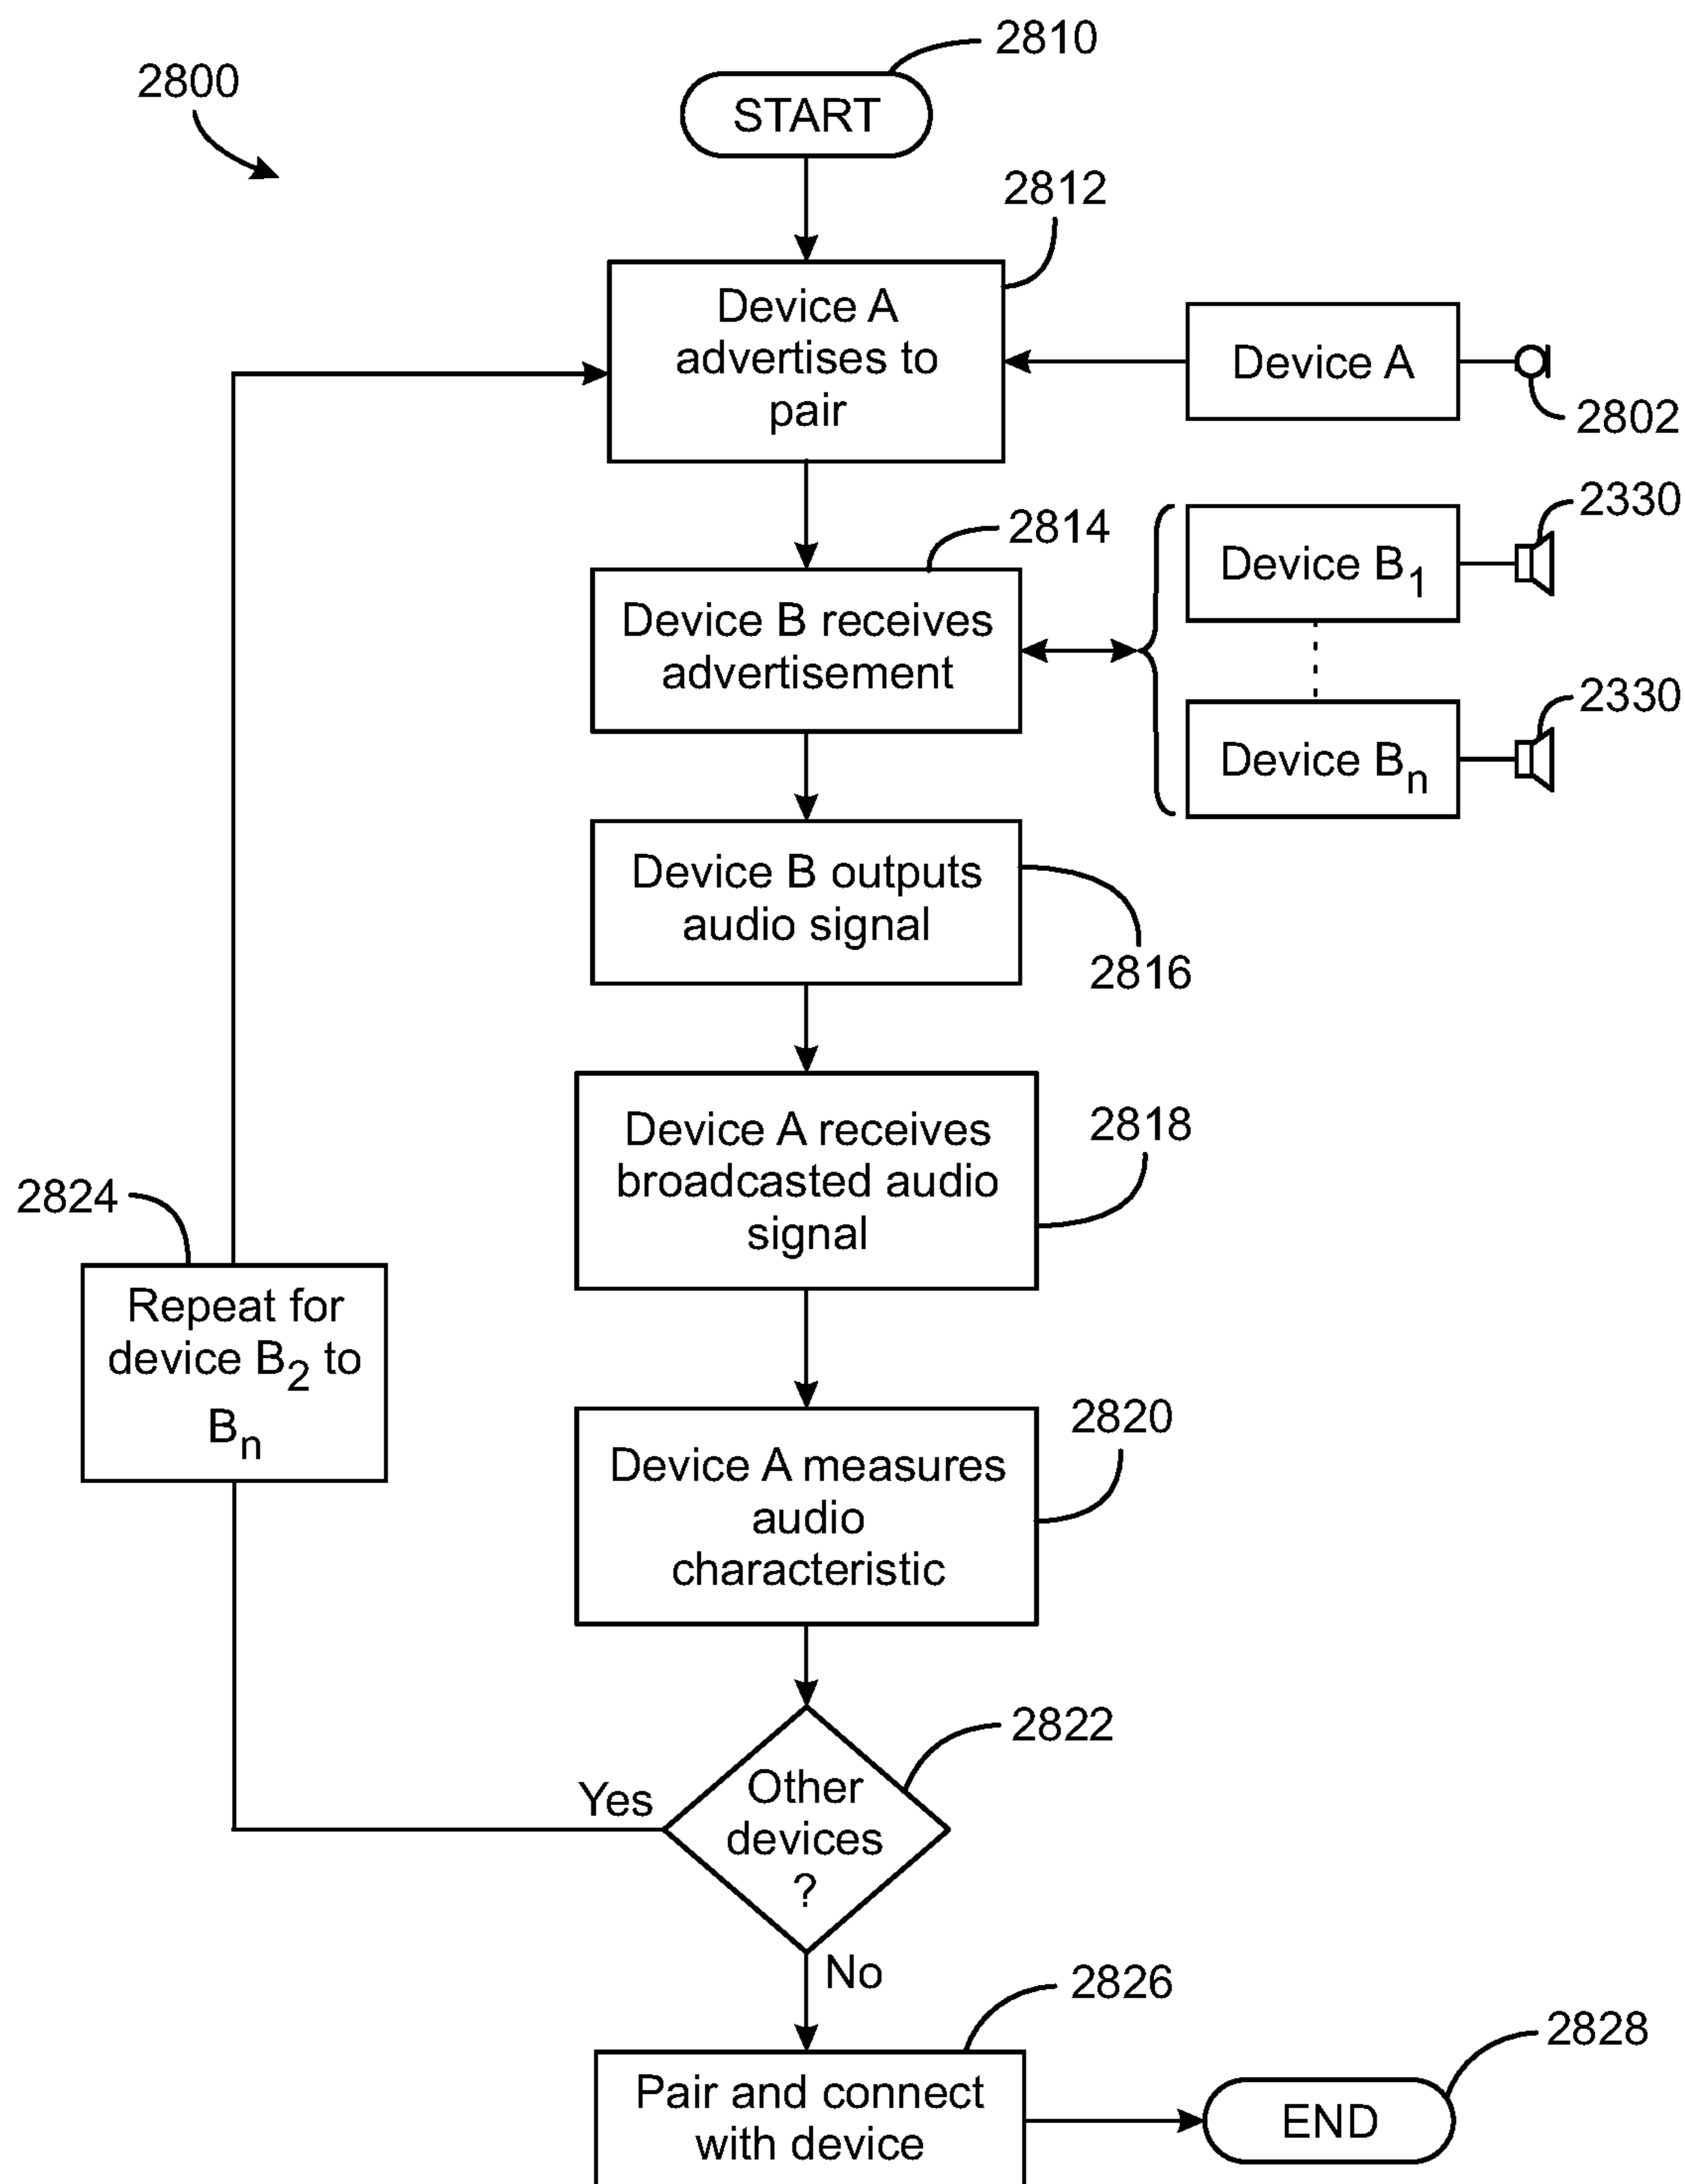 2810
2800
START
2812
Device A
advertises to
pair
Device A
2802
2330
2814
Device B1
Device B receives
advertisement
2330
Device Bn
Device B outputs
audio signal
2816
Device A receives
broadcasted audio
signal
2818
2824
Repeat for
device B2 to
Bn
2820
Device A measures
audio
characteristic
2822
Yes
Other
devices
?
No
2826
2828
Pair and connect
with device
END